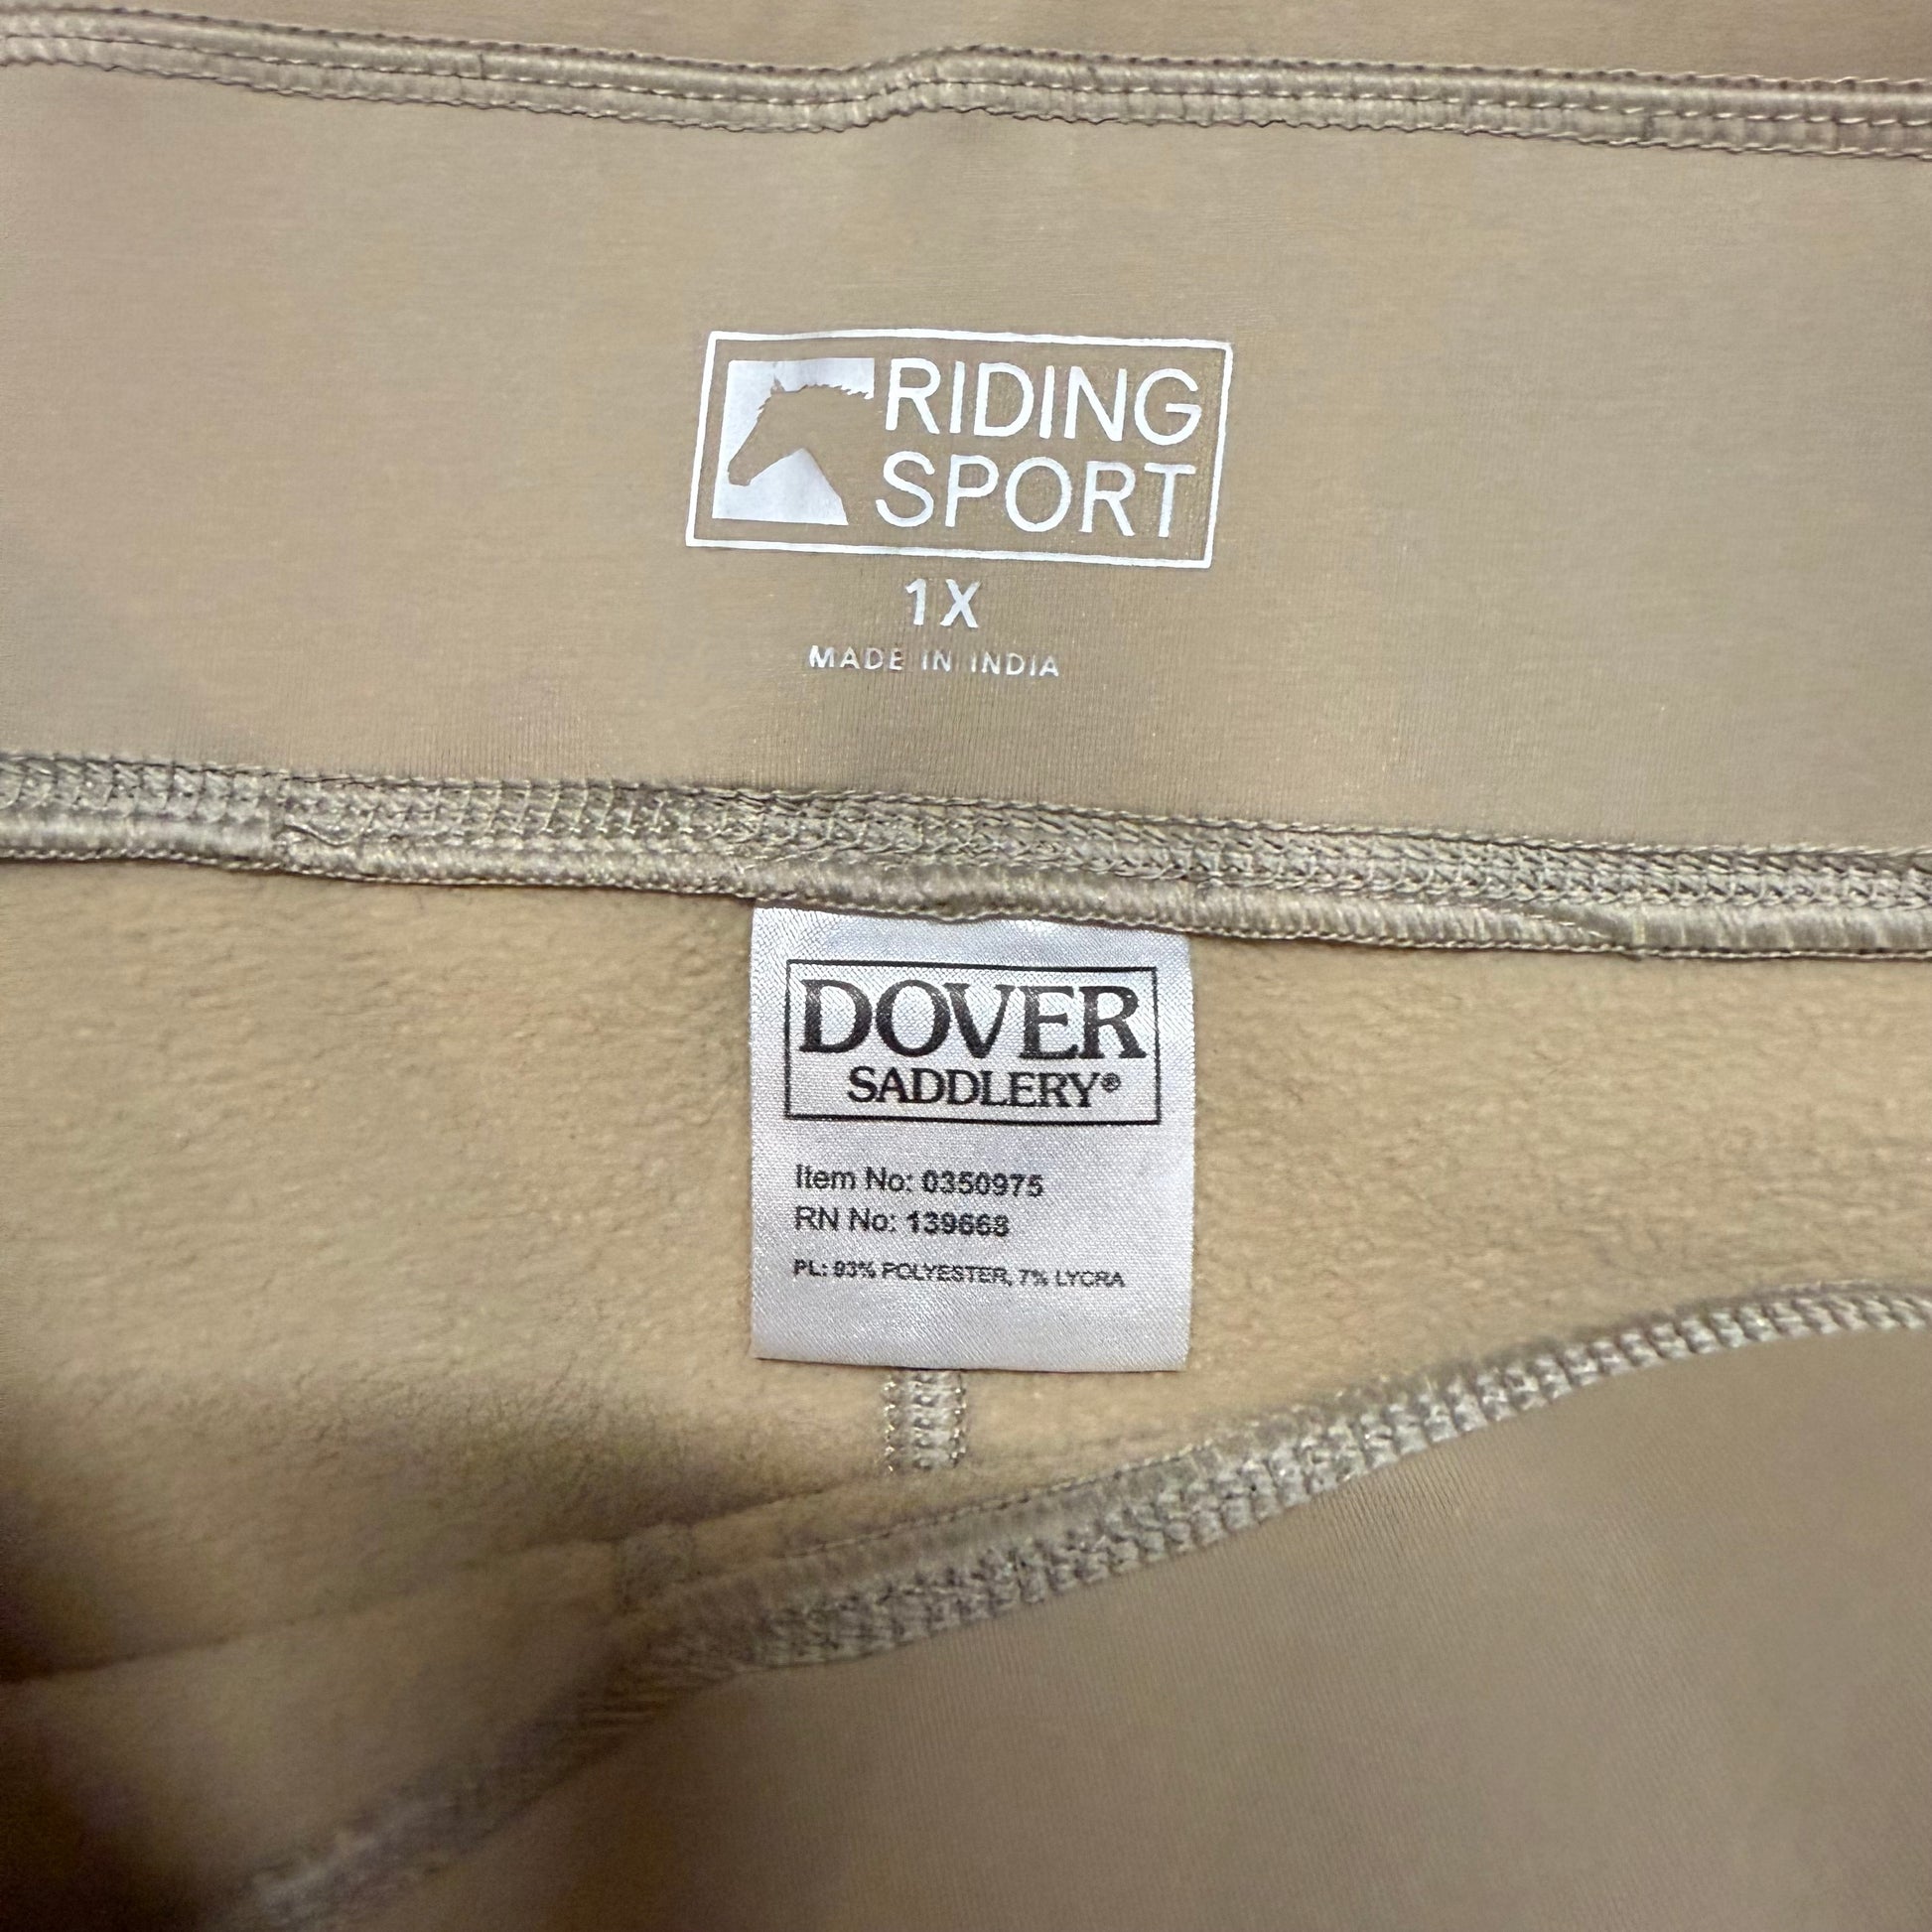 RIDING
SPORT
1X
MADE IN INDIA
DOVER
SADDLERY®
Item No: 0350975
RN No: 139668
PL: 93% POLYESTER, 7% LYCRA